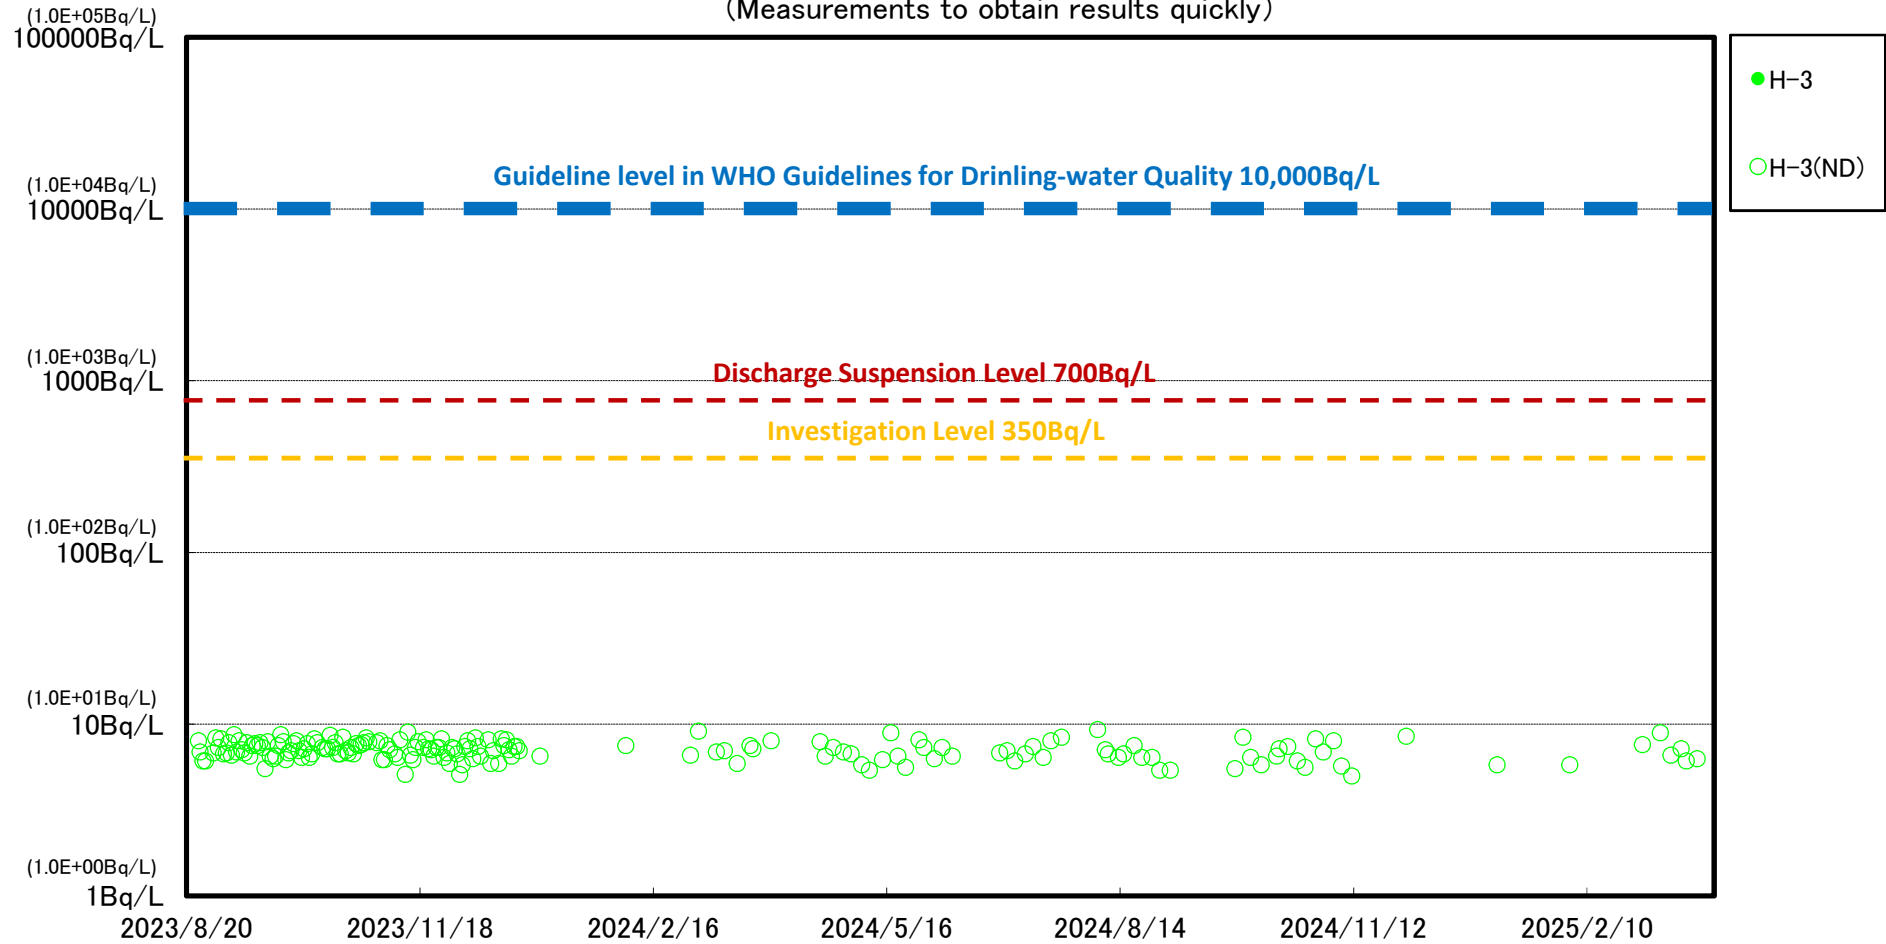 (Measurements to obtain results quickly)
(1.0E+05Bq/L)
100000Bq/L
H-3
H-3(ND)
Guideline level in WHO Guidelines for Drinling-water Quality 10,000Bq/L
(1.0E+04Bq/L)
10000Bq/L
(1.0E+03Bq/L)
1000Bq/L
Discharge Suspension Level 700Bq/L
Investigation Level 350Bq/L
(1.0E+02Bq/L)
100Bq/L
(1.0E+01Bq/L)
10Bq/L
(1.0E+00Bq/L)
1Bq/L
2023/8/20 2023/11/18 2024/2/16 2024/5/16 2024/8/14 2024/11/12 2025/2/10